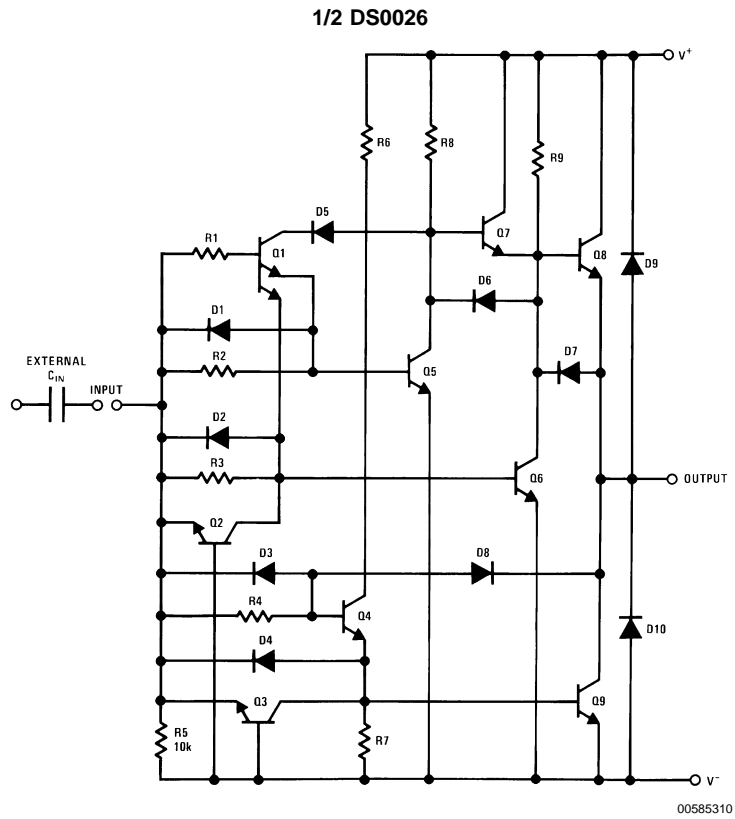 1/2 DS0026
V+
R6
R8
R9
D5
R1
Q1
Q7
Q8
D9
D1
D6
D7
EXTERNAL
CIN
INPUT
R2
Q5
D2
R3
Q6
OUTPUT
Q2
D3
D8
R4
Q4
D10
D4
Q3
Q9
R5
10k
R7
V-
00585310